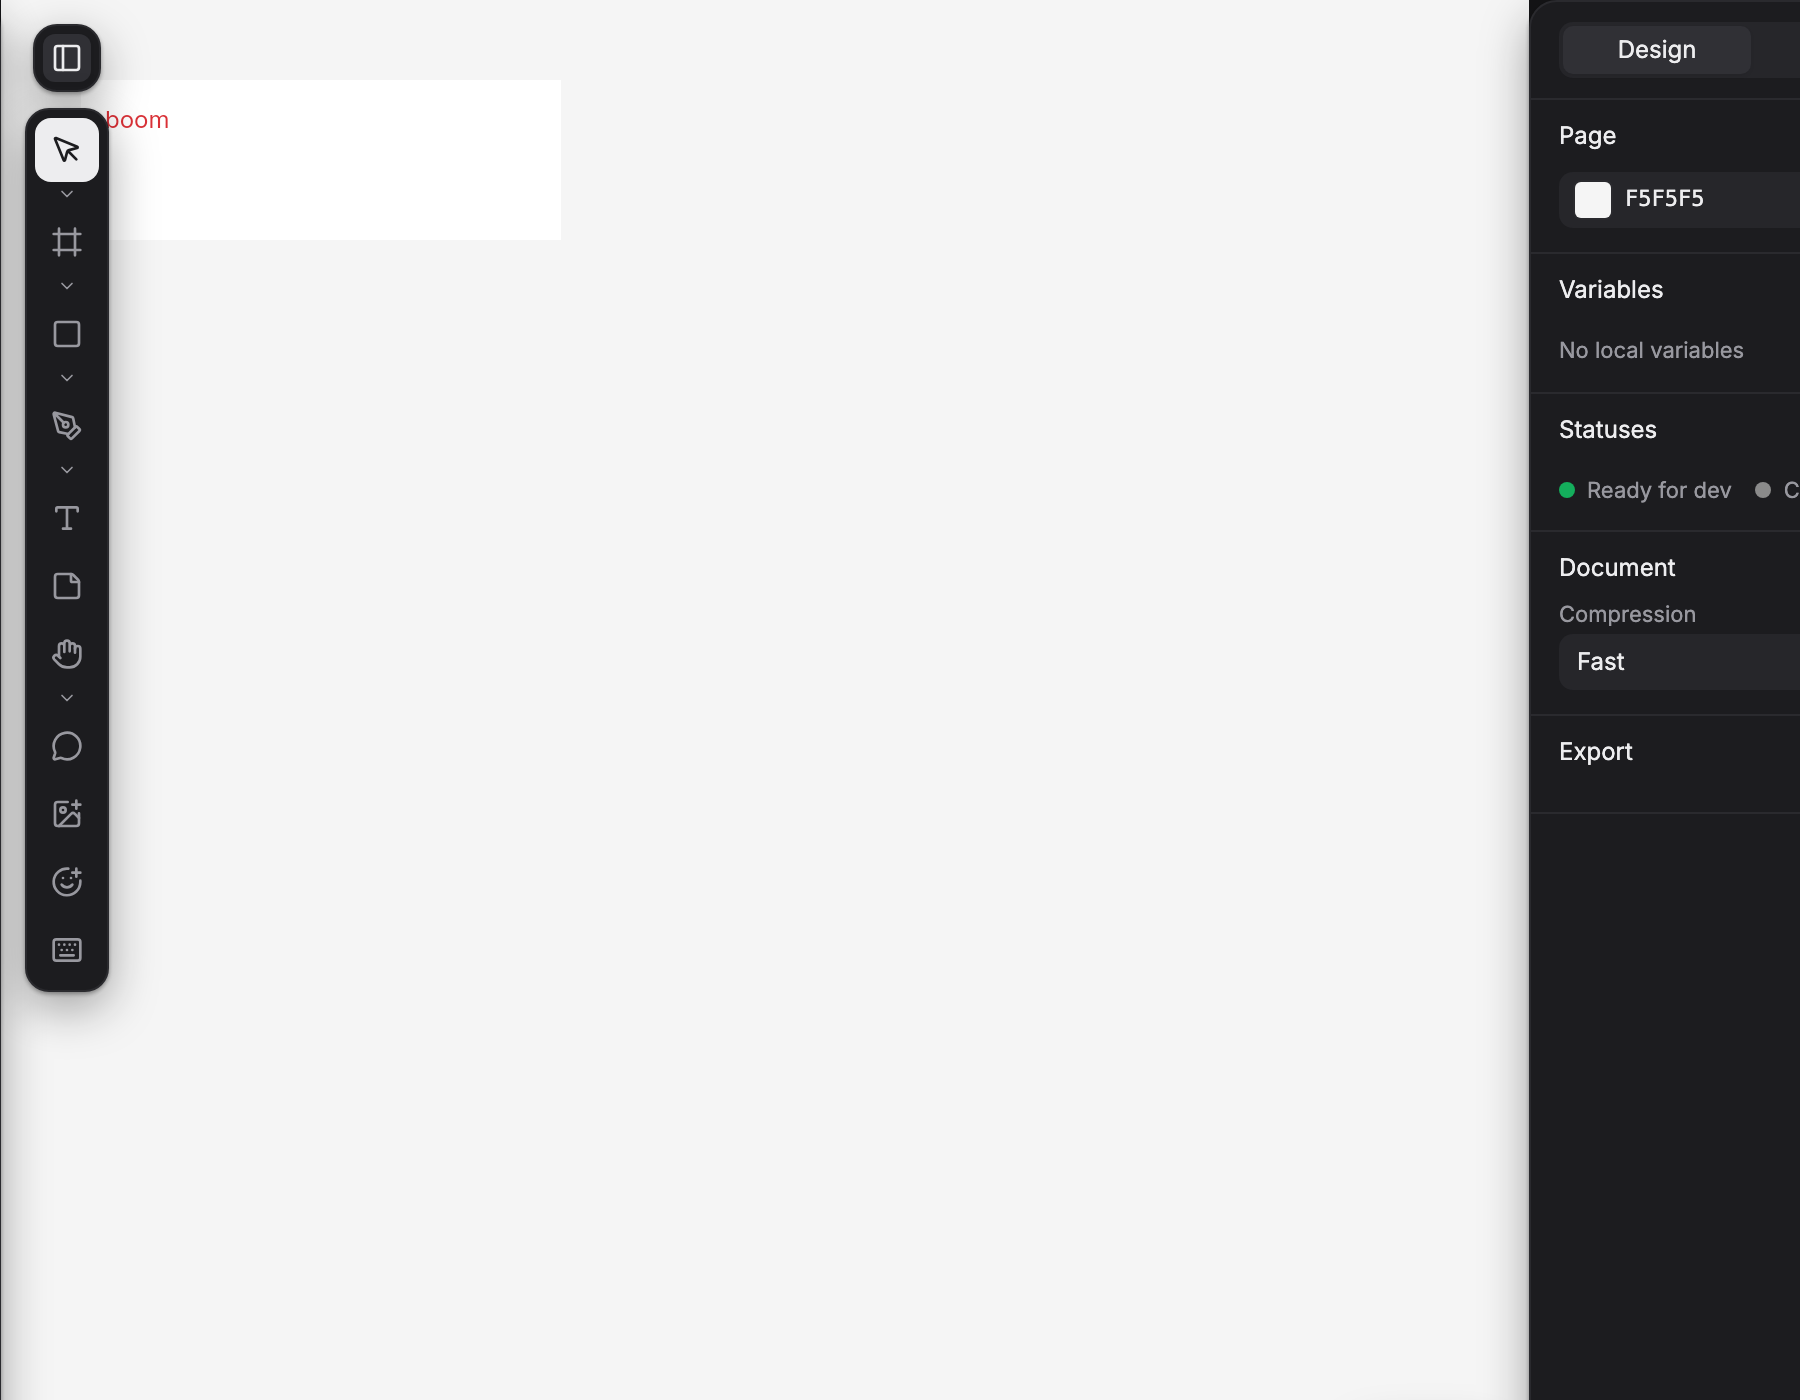 Design
boom
Page
F5F5F5
Variables
No local variables
Statuses
Ready for dev
Document
Compression
Fast
Export